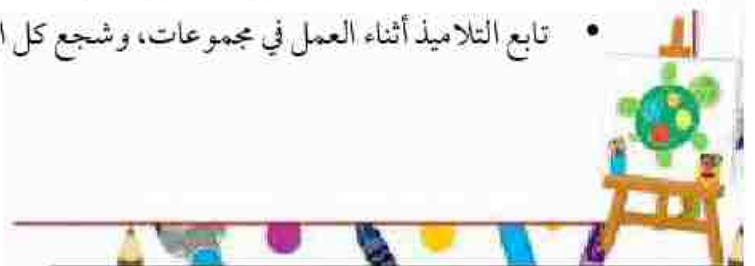 • تابع التلاميذ أثناء العمل في مجموعات، وشجع كل